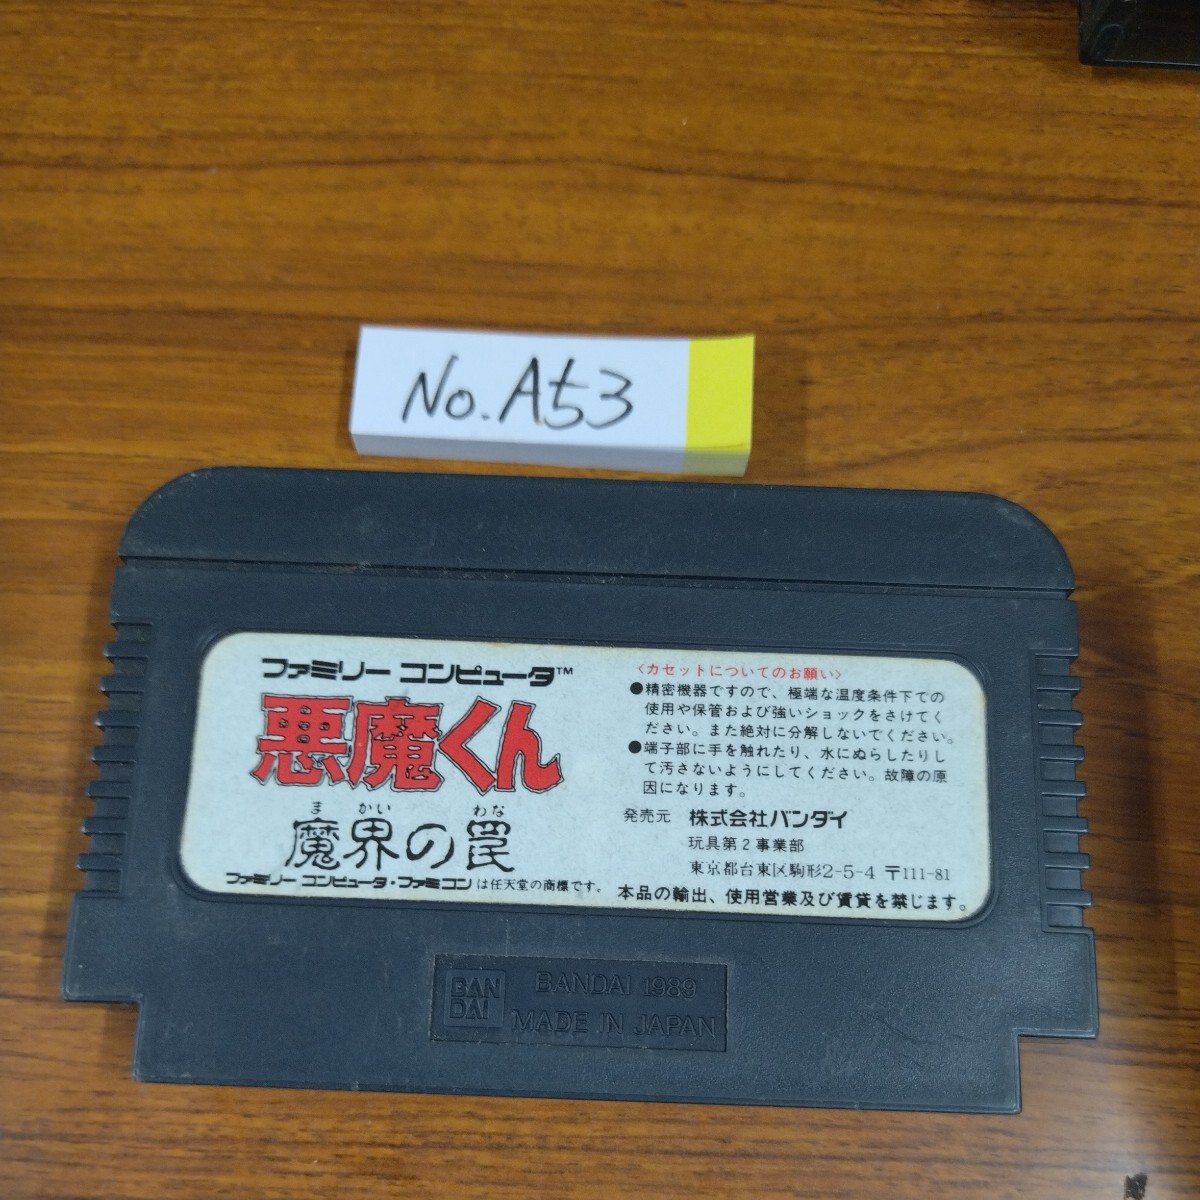 No. A53
ファミリー コンピュータ™
悪魔くん
まかい わな
魔界の罠
ファミリー コンピュータ・ファミコン は任天堂の商標です。
〈カセットについてのお願い〉
●精密機器ですので、極端な温度条件下での
使用や保管および強いショックをさけてく
ださい。また絶対に分解しないでください。
●端子部に手を触れたり、水にぬらしたりし
て汚さないようにしてください。故障の原
因になります。
発売元 株式会社バンダイ
玩具第2事業部
東京都台東区駒形2-5-4 〒111-81
本品の輸出、使用営業及び賃貸を禁じます。
BAN
DAI
BANDAI 1989
MADE IN JAPAN